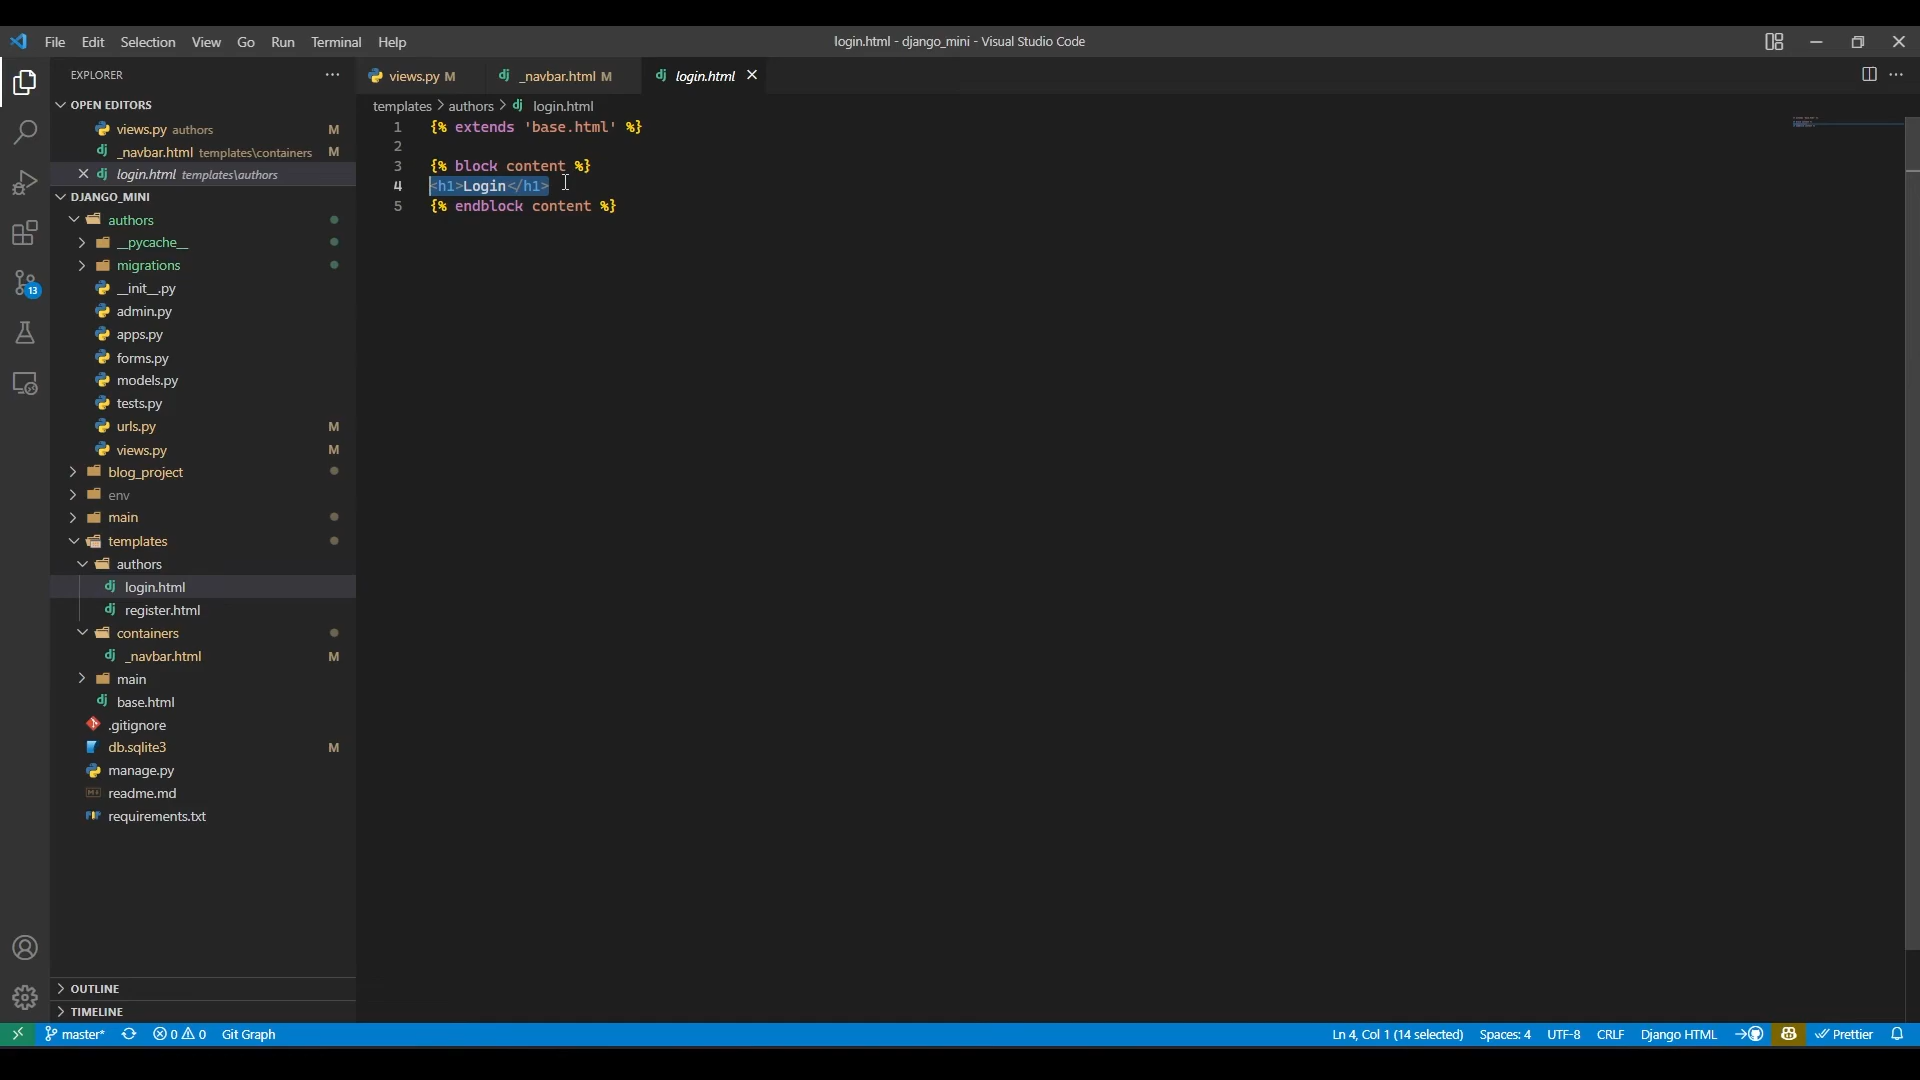 File Edit Selection View Go Run Terminal Help
login.html - django_mini - Visual Studio Code
EXPLORER
OPEN EDITORS
views.py authors M
_navbar.html templates\containers M
login.html templates\authors
DJANGO_MINI
authors
__pycache__
migrations
__init__.py
admin.py
apps.py
forms.py
models.py
tests.py
urls.py M
views.py M
blog_project
env
main
templates
authors
login.html
register.html
containers
_navbar.html M
main
base.html
.gitignore
db.sqlite3 M
manage.py
readme.md
requirements.txt
OUTLINE
TIMELINE
13
views.py M _navbar.html M login.html
templates > authors > login.html
1 {% extends 'base.html' %}
2
3 {% block content %}
4 <h1>Login</h1>
5 {% endblock content %}
master* 0 0 Git Graph
Ln 4, Col 1 (14 selected) Spaces: 4 UTF-8 CRLF Django HTML Prettier